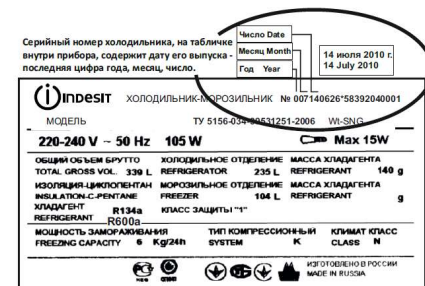 Серийный номер холодильника, на табличке
внутри прибора, содержит дату его выпуска -
последняя цифра года, месяц, число.
Число Date
Месяц Month
Год Year
14 июля 2010 г.
14 July 2010
INDESIT ХОЛОДИЛЬНИК-МОРОЗИЛЬНИК № 007140626*58392040001
МОДЕЛЬ ТУ 5156-034-00531251-2006 Wt-SNG
220-240 V ~ 50 Hz 105 W Max 15W
ОБЩИЙ ОБЪЕМ БРУТТО ХОЛОДИЛЬНОЕ ОТДЕЛЕНИЕ МАССА ХЛАДАГЕНТА
TOTAL GROSS VOL. 339 L REFRIGERATOR 235 L REFRIGERANT 140 g
ИЗОЛЯЦИЯ-ЦИКЛОПЕНТАН МОРОЗИЛЬНОЕ ОТДЕЛЕНИЕ МАССА ХЛАДАГЕНТА
INSULATION-C-PENTANE FREEZER 104 L REFRIGERANT g
ХЛАДАГЕНТ R134a КЛАСС ЗАЩИТЫ "1"
REFRIGERANT R600a
МОЩНОСТЬ ЗАМОРАЖИВАНИЯ ТИП КОМПРЕССИОННЫЙ КЛИМАТ КЛАСС
FREEZING CAPACITY 6 Kg/24h SYSTEM K CLASS N
ИЗГОТОВЛЕНО В РОССИИ
MADE IN RUSSIA